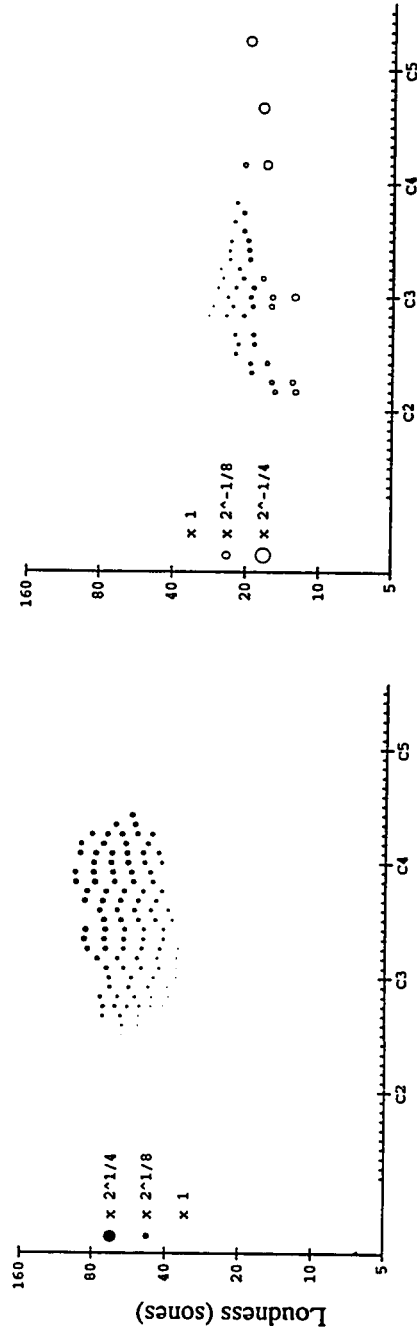 Loudness (sones)
160
80
40
20
10
5
x 2^1/4
x 2^1/8
x 1
C2
C3
C4
C5
160
80
40
20
10
5
x 1
x 2^-1/8
x 2^-1/4
C2
C3
C4
C5